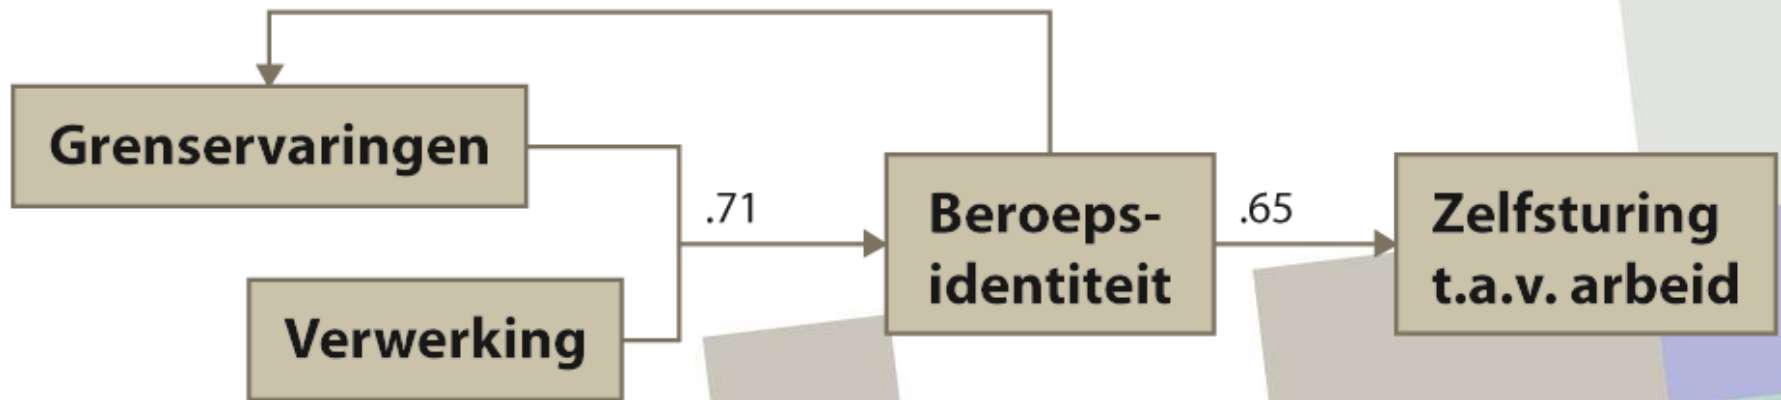 Grenservaringen
.71
Beroeps-
identiteit
.65
Zelfsturing
t.a.v. arbeid
Verwerking